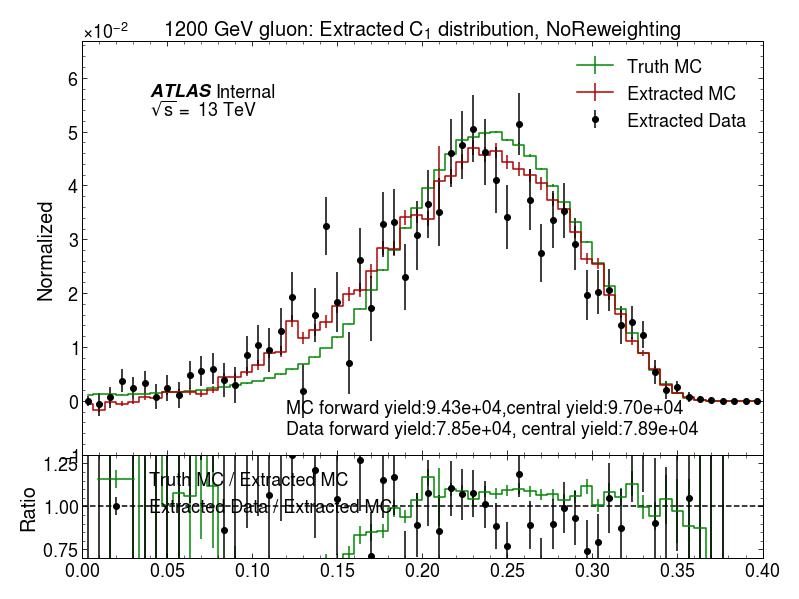 ×10⁻²
1200 GeV gluon: Extracted C₁ distribution, NoReweighting
ATLAS Internal
√s = 13 TeV
Truth MC
Extracted MC
Extracted Data
Normalized
6
5
4
3
2
1
0
1
MC forward yield:9.43e+04,central yield:9.70e+04
Data forward yield:7.85e+04, central yield:7.89e+04
Ratio
1.25
1.00
0.75
Truth MC / Extracted MC
Extracted Data / Extracted MC
0.00 0.05 0.10 0.15 0.20 0.25 0.30 0.35 0.40